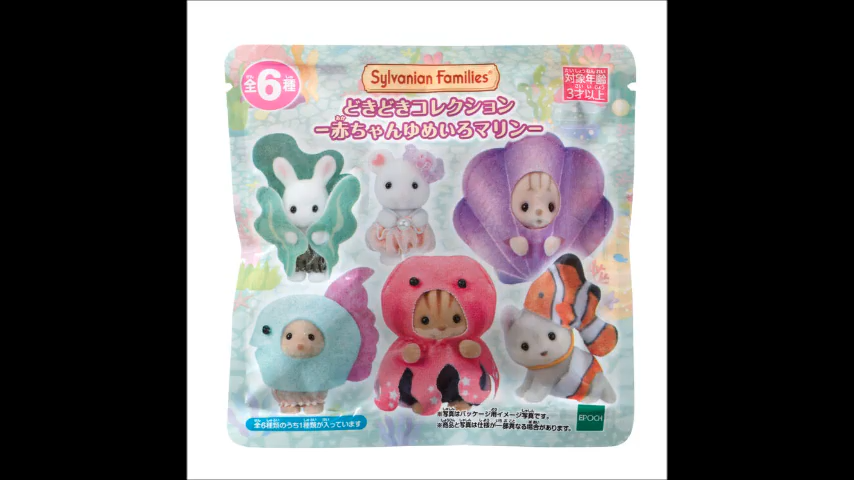 全6種
Sylvanian Families
対象年齢
3才以上
どきどきコレクション
ー赤ちゃんゆめいろマリンー
全6種類のうち1種類が入っています
※写真はパッケージ用イメージ写真です。
※商品と写真は仕様が一部異なる場合があります。
EPOCH